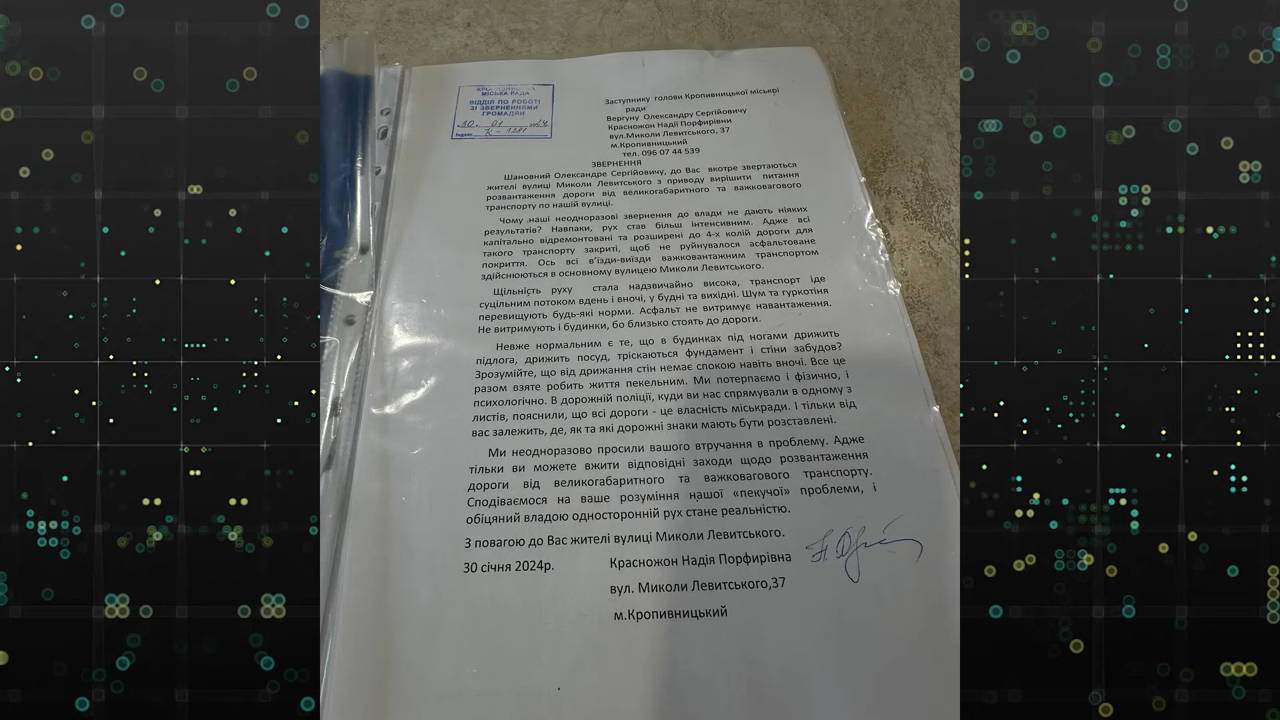 МІСЬКА РАДА
ВІДДІЛ ПО РОБОТІ
ЗІ ЗВЕРНЕННЯМИ
ГРОМАДЯН
30. 01
К - 1281
Заступнику голови Кропивницької міської
ради
Вергуну Олександру Сергійовичу
Красножон Надії Порфирівни
вул.Миколи Левитського, 37
м.Кропивницький
тел. 096 07 44 539
ЗВЕРНЕННЯ
Шановний Олександре Сергійовичу, до Вас вкотре звертаються
жителі вулиці Миколи Левитського з приводу вирішити питання
розвантаження дороги від великогабаритного та важковагового
транспорту по нашій вулиці.
Чому наші неодноразові звернення до влади не дають ніяких
результатів? Навпаки, рух став більш інтенсивним. Адже всі
капітально відремонтовані та розширені до 4-х колій дороги для
такого транспорту закриті, щоб не руйнувалося асфальтоване
покриття. Ось всі в’їзди-виїзди важковантажним транспортом
здійснюються в основному вулицею Миколи Левитського.
Щільність руху стала надзвичайно висока, транспорт іде
суцільним потоком вдень і вночі, у будні та вихідні. Шум та гуркотіня
перевищують будь-які норми. Асфальт не витримує навантаження.
Не витримують і будинки, бо близько стоять до дороги.
Невже нормальним є те, що в будинках під ногами дрижить
підлога, дрижить посуд, тріскаються фундамент і стіни забудов?
Зрозумійте, що від дрижання стін немає спокою навіть вночі. Все це
разом взяте робить життя пекельним. Ми потерпаємо і фізично, і
психологічно. В дорожній поліції, куди ви нас спрямували в одному з
листів, пояснили, що всі дороги - це власність міськради. І тільки від
вас залежить, де, як та які дорожні знаки мають бути розставлені.
Ми неодноразово просили вашого втручання в проблему. Адже
тільки ви можете вжити відповідні заходи щодо розвантаження
дороги від великогабаритного та важковагового транспорту.
Сподіваємося на ваше розуміння нашої «пекучої» проблеми, і
обіцяний владою односторонній рух стане реальністю.
З повагою до Вас жителі вулиці Миколи Левитського.
30 січня 2024р.
Красножон Надія Порфирівна
вул. Миколи Левитського,37
м.Кропивницький